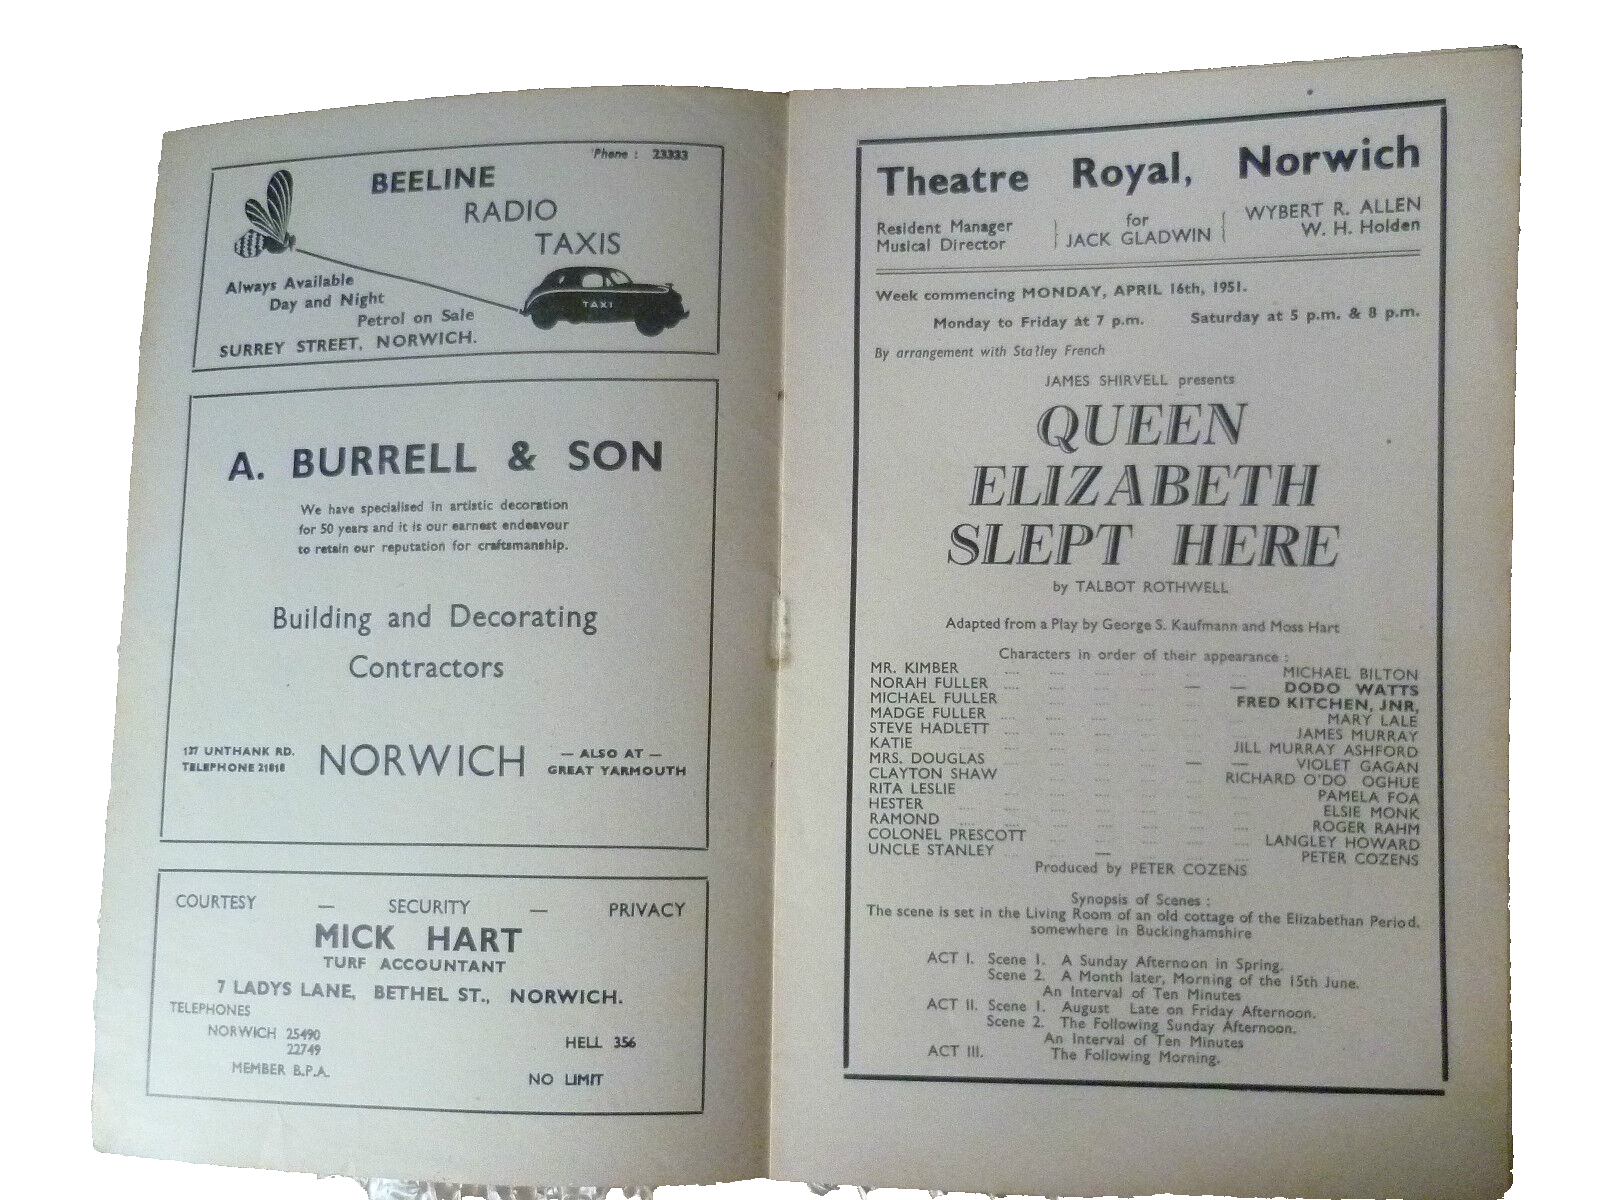 Phone : 23333
BEELINE
RADIO
TAXIS
Always Available
Day and Night
Petrol on Sale
SURREY STREET, NORWICH.
TAXI
A. BURRELL & SON
We have specialised in artistic decoration
for 50 years and it is our earnest endeavour
to retain our reputation for craftsmanship.
Building and Decorating
Contractors
137 UNTHANK RD.
TELEPHONE 21818
NORWICH
— ALSO AT —
GREAT YARMOUTH
COURTESY — SECURITY — PRIVACY
MICK HART
TURF ACCOUNTANT
7 LADYS LANE, BETHEL ST., NORWICH.
TELEPHONES
NORWICH 25490
22749
HELL 356
MEMBER B.P.A.
NO LIMIT
Theatre Royal, Norwich
Resident Manager
Musical Director
for
JACK GLADWIN
WYBERT R. ALLEN
W. H. Holden
Week commencing MONDAY, APRIL 16th, 1951.
Monday to Friday at 7 p.m. Saturday at 5 p.m. & 8 p.m.
By arrangement with Sta?ley French
JAMES SHIRVELL presents
QUEEN
ELIZABETH
SLEPT HERE
by TALBOT ROTHWELL
Adapted from a Play by George S. Kaufmann and Moss Hart
Characters in order of their appearance :
MR. KIMBER .... MICHAEL BILTON
NORAH FULLER .... DODO WATTS
MICHAEL FULLER .... FRED KITCHEN, JNR,
MADGE FULLER .... MARY LALE
STEVE HADLETT .... JAMES MURRAY
KATIE .... JILL MURRAY ASHFORD
MRS. DOUGLAS .... VIOLET GAGAN
CLAYTON SHAW .... RICHARD O'DO OGHUE
RITA LESLIE .... PAMELA FOA
HESTER .... ELSIE MONK
RAMOND .... ROGER RAHM
COLONEL PRESCOTT .... LANGLEY HOWARD
UNCLE STANLEY .... PETER COZENS
Produced by PETER COZENS
Synopsis of Scenes :
The scene is set in the Living Room of an old cottage of the Elizabethan Period,
somewhere in Buckinghamshire
ACT I. Scene 1. A Sunday Afternoon in Spring.
Scene 2. A Month later, Morning of the 15th June.
An Interval of Ten Minutes
ACT II. Scene 1. August Late on Friday Afternoon.
Scene 2. The Following Sunday Afternoon.
An Interval of Ten Minutes
ACT III. The Following Morning.